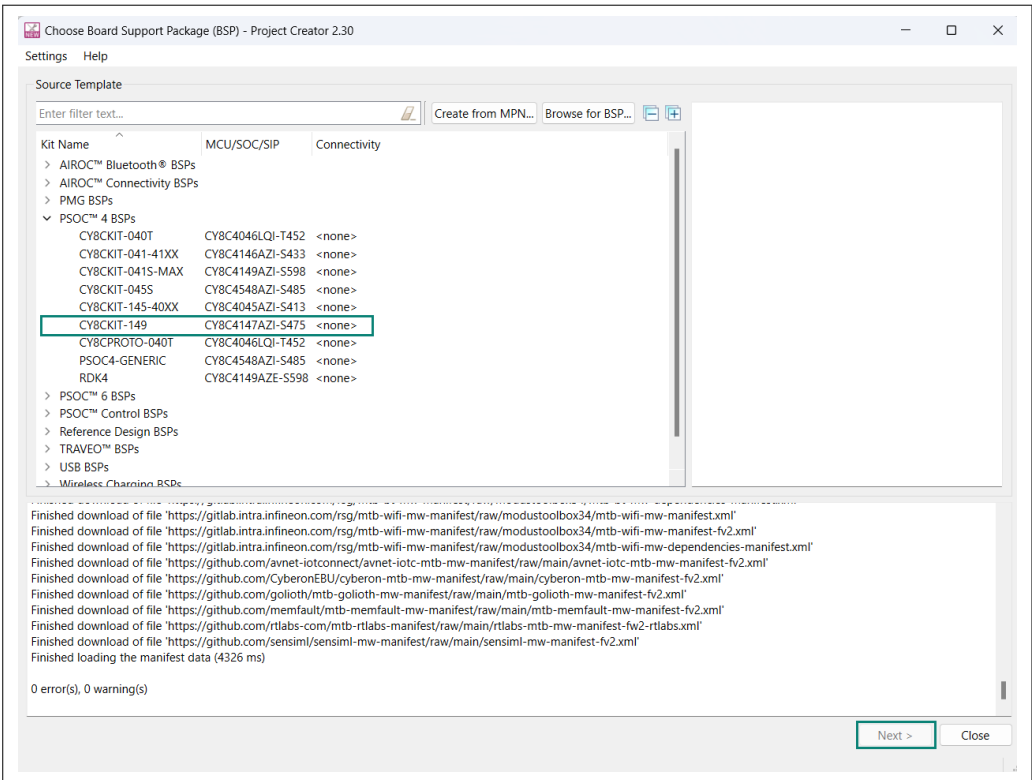 Choose Board Support Package (BSP) - Project Creator 2.30
Settings Help
Source Template
Enter filter text...
Create from MPN... Browse for BSP...
Kit Name MCU/SOC/SIP Connectivity
AIROC™ Bluetooth® BSPs
AIROC™ Connectivity BSPs
PMG BSPs
PSOC™ 4 BSPs
CY8CKIT-040T CY8C4046LQI-T452 <none>
CY8CKIT-041-41XX CY8C4146AZI-S433 <none>
CY8CKIT-041S-MAX CY8C4149AZI-S598 <none>
CY8CKIT-045S CY8C4548AZI-S485 <none>
CY8CKIT-145-40XX CY8C4045AZI-S413 <none>
CY8CKIT-149 CY8C4147AZI-S475 <none>
CY8CPROTO-040T CY8C4046LQI-T452 <none>
PSOC4-GENERIC CY8C4548AZI-S485 <none>
RDK4 CY8C4149AZE-S598 <none>
PSOC™ 6 BSPs
PSOC™ Control BSPs
Reference Design BSPs
TRAVEO™ BSPs
USB BSPs
Wireless Charging BSPs
Finished download of file 'https://gitlab.intra.infineon.com/rsg/mtb-wifi-mw-manifest/raw/modustoolbox34/mtb-wifi-mw-manifest.xml'
Finished download of file 'https://gitlab.intra.infineon.com/rsg/mtb-wifi-mw-manifest/raw/modustoolbox34/mtb-wifi-mw-manifest-fv2.xml'
Finished download of file 'https://gitlab.intra.infineon.com/rsg/mtb-wifi-mw-manifest/raw/modustoolbox34/mtb-wifi-mw-dependencies-manifest.xml'
Finished download of file 'https://github.com/avnet-iotconnect/avnet-iotc-mtb-mw-manifest/raw/main/avnet-iotc-mtb-mw-manifest-fv2.xml'
Finished download of file 'https://github.com/CyberonEBU/cyberon-mtb-mw-manifest/raw/main/cyberon-mtb-mw-manifest-fv2.xml'
Finished download of file 'https://github.com/golioth/mtb-golioth-mw-manifest/raw/main/mtb-golioth-mw-manifest-fv2.xml'
Finished download of file 'https://github.com/memfault/mtb-memfault-mw-manifest/raw/main/mtb-memfault-mw-manifest-fv2.xml'
Finished download of file 'https://github.com/rtlabs-com/mtb-rtlabs-manifest/raw/main/rtlabs-mtb-mw-manifest-fw2-rtlabs.xml'
Finished download of file 'https://github.com/sensiml/sensiml-mw-manifest/raw/main/sensiml-mw-manifest-fv2.xml'
Finished loading the manifest data (4326 ms)
0 error(s), 0 warning(s)
Next > Close